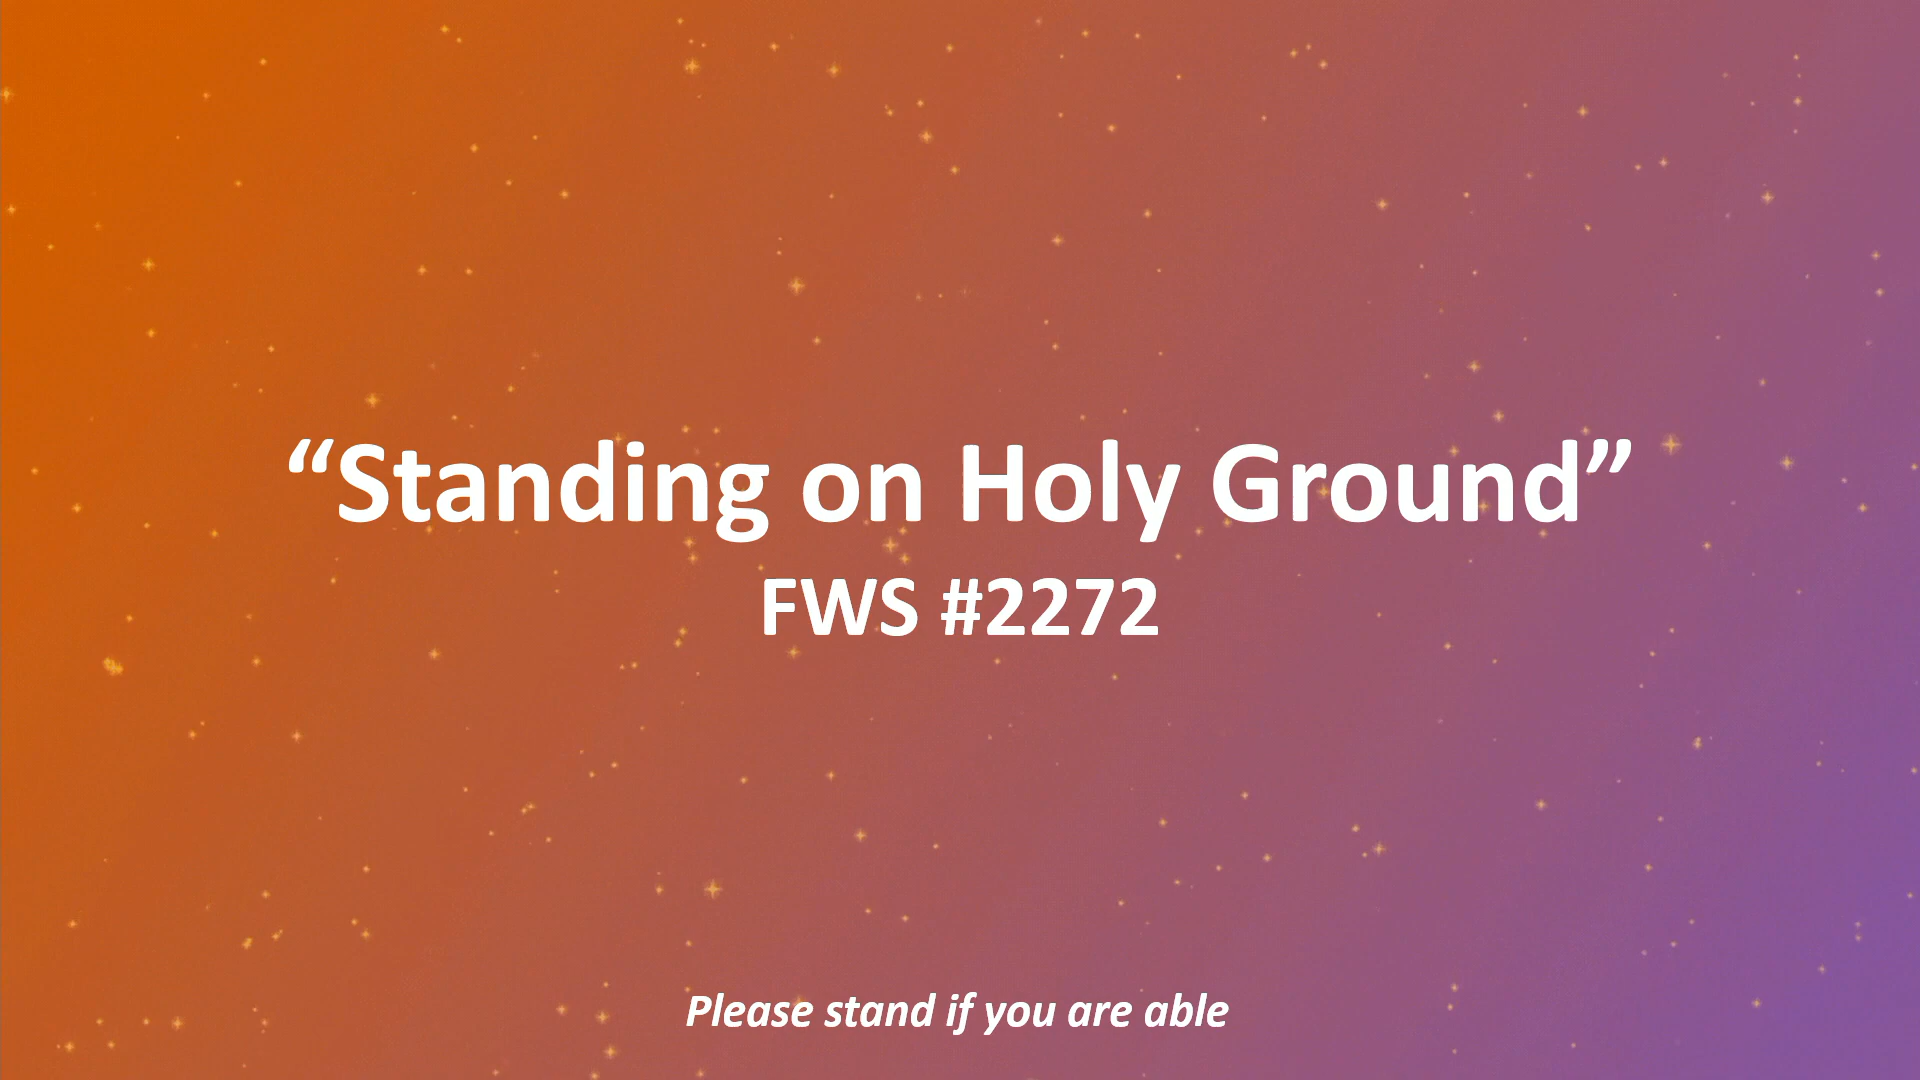 “Standing on Holy Ground”
FWS #2272
Please stand if you are able